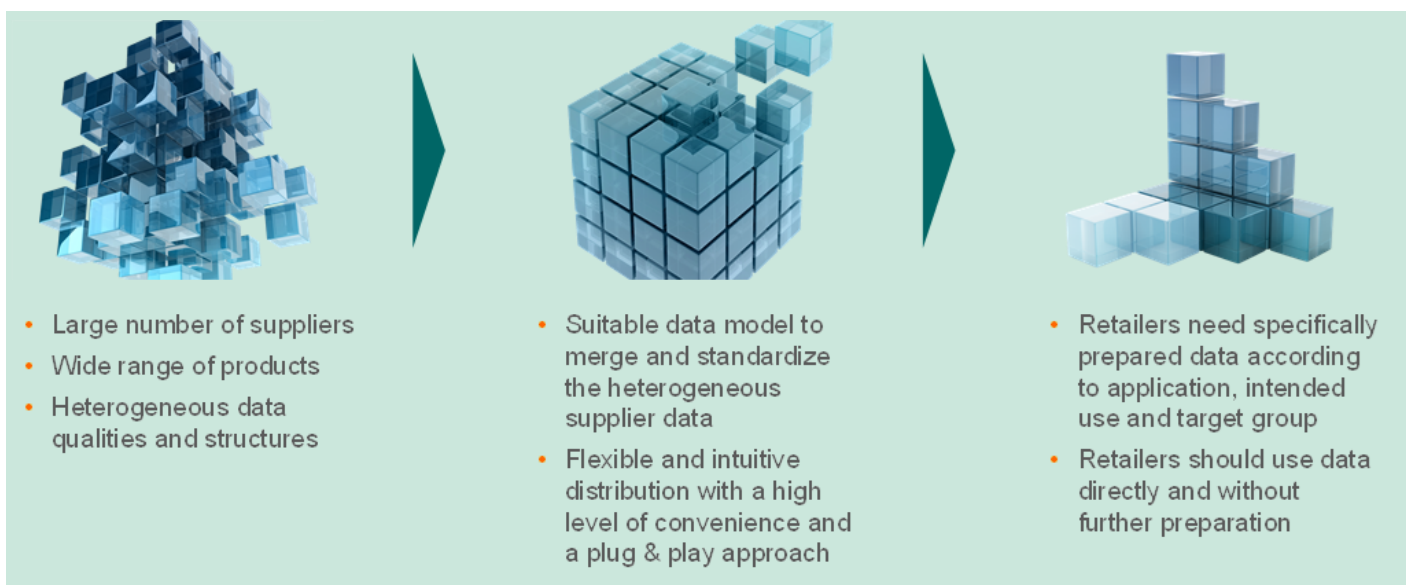 • Large number of suppliers
• Wide range of products
• Heterogeneous data
qualities and structures
• Suitable data model to
merge and standardize
the heterogeneous
supplier data
• Flexible and intuitive
distribution with a high
level of convenience and
a plug & play approach
• Retailers need specifically
prepared data according
to application, intended
use and target group
• Retailers should use data
directly and without
further preparation